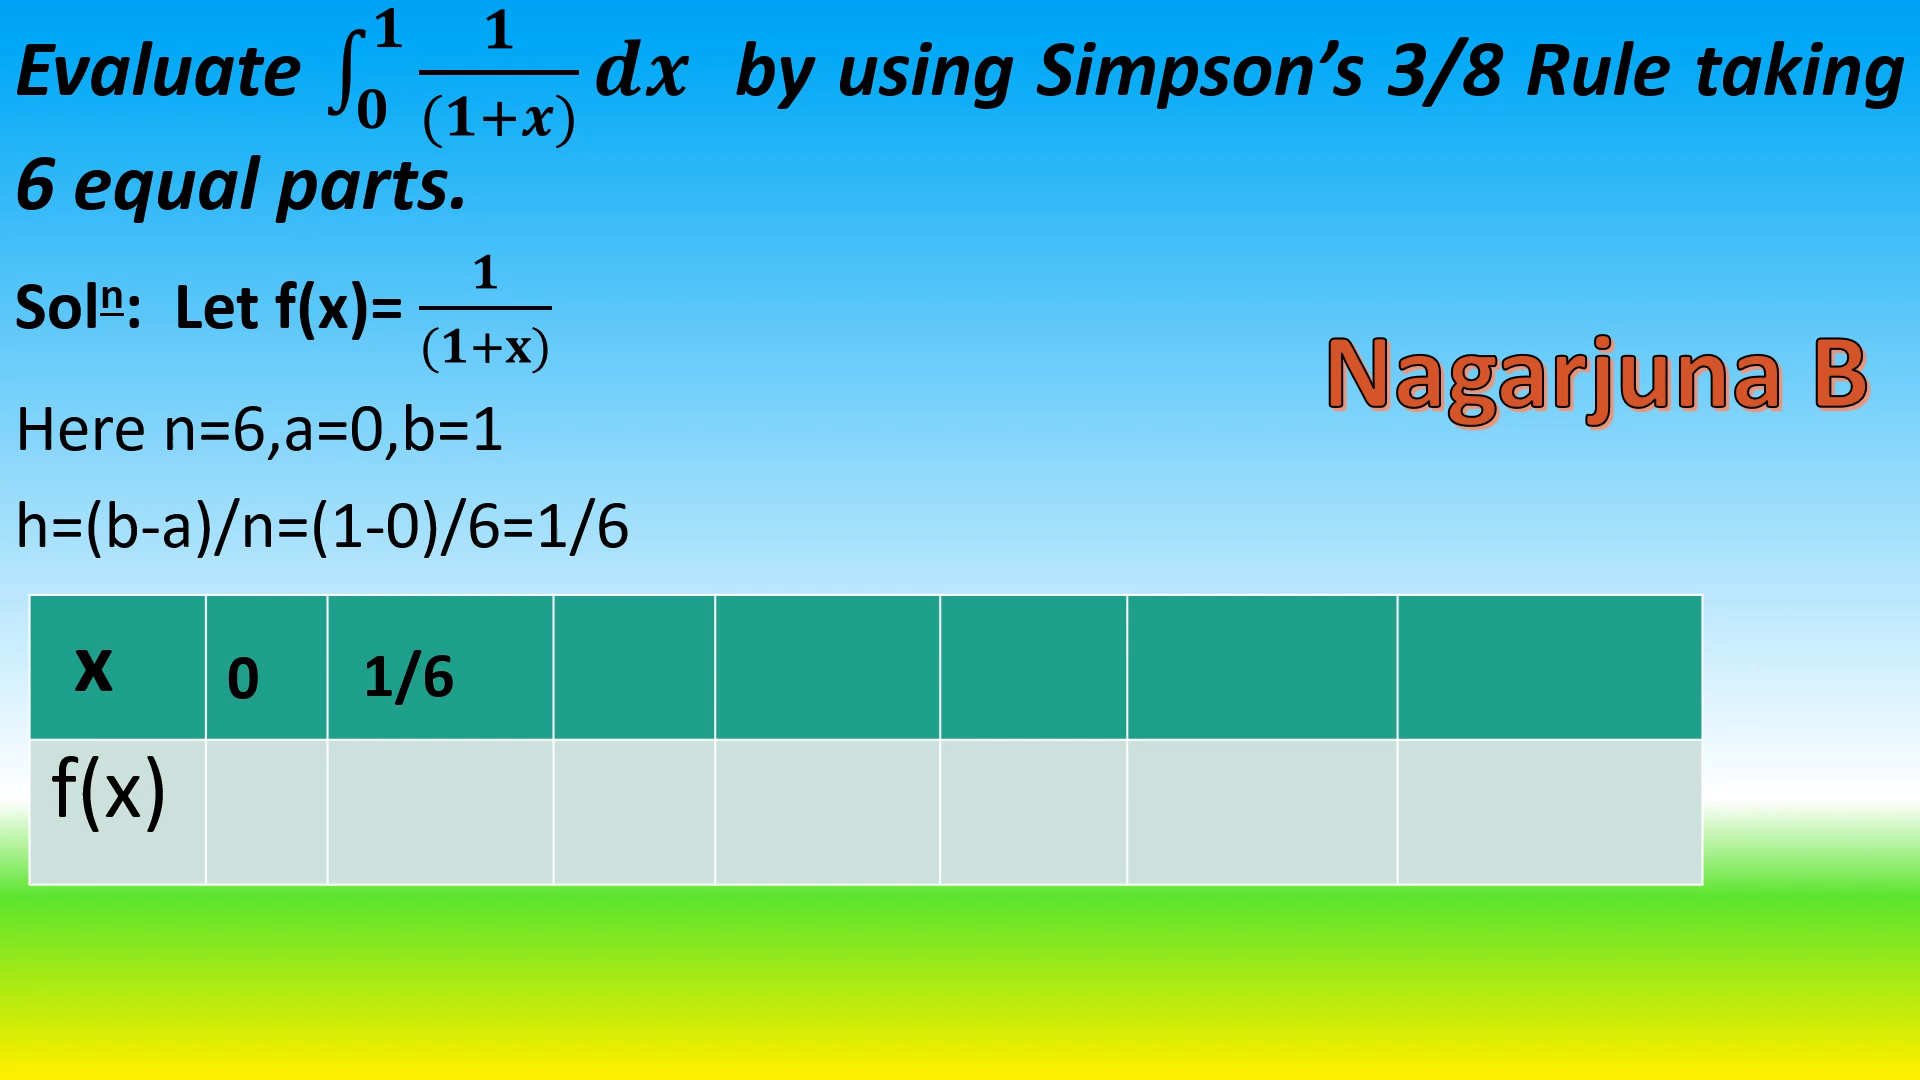 Evaluate ∫₀¹ 1/(1+x) dx by using Simpson’s 3/8 Rule taking
6 equal parts.
Solⁿ: Let f(x)= 1/(1+x)
Nagarjuna B
Here n=6,a=0,b=1
h=(b-a)/n=(1-0)/6=1/6
x 0 1/6
f(x)